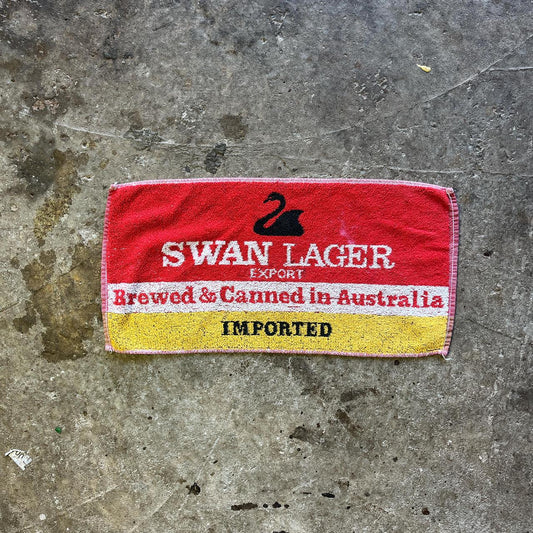 SWAN LAGER
EXPORT
Brewed & Canned in Australia
IMPORTED